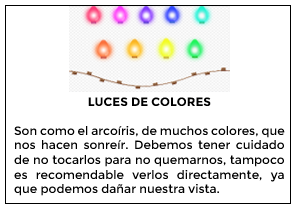 LUCES DE COLORES
Son como el arcoíris, de muchos colores, que
nos hacen sonreír. Debemos tener cuidado
de no tocarlos para no quemarnos, tampoco
es recomendable verlos directamente, ya
que podemos dañar nuestra vista.